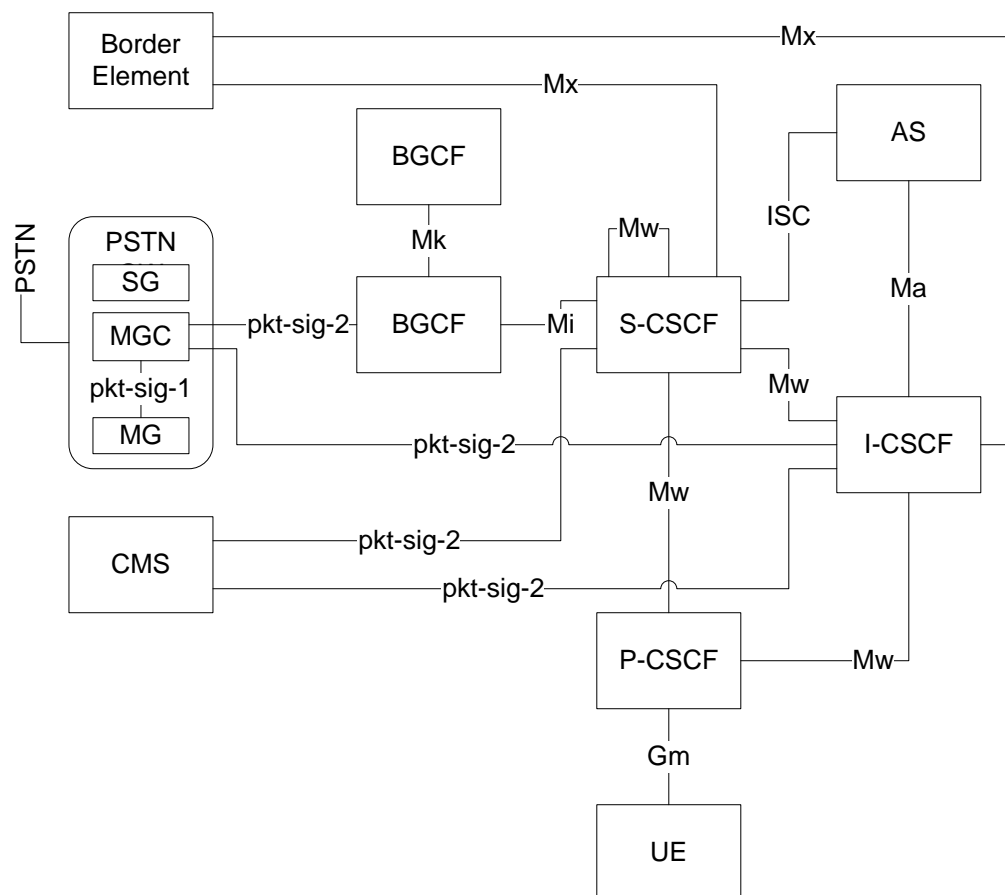 Border
Element
Mx
Mx
BGCF
AS
ISC
Mk
Mw
PSTN
PSTN
SG
MGC
pkt-sig-1
MG
pkt-sig-2
BGCF
Mi
S-CSCF
Ma
Mw
pkt-sig-2
I-CSCF
Mw
CMS
pkt-sig-2
pkt-sig-2
P-CSCF
Mw
Gm
UE